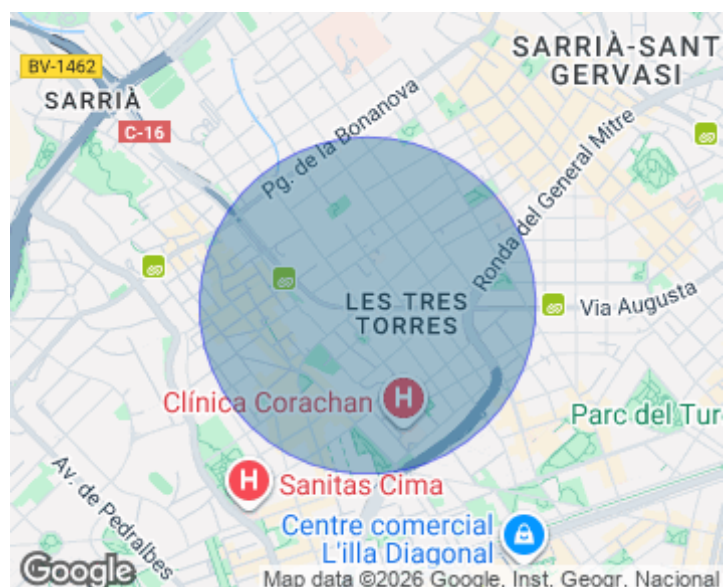 SARRIÀ-SANT
GERVASI
BV-1462
SARRIÀ
C-16
Pg. de la Bonanova
Ronda del General Mitre
LES TRES
TORRES
Via Augusta
Clínica Corachan
H
Parc del Tur
H
Sanitas Cima
Av. de Pedralbes
Centre comercial
L'illa Diagonal
Google
Map data ©2026 Google, Inst. Geogr. Nacional